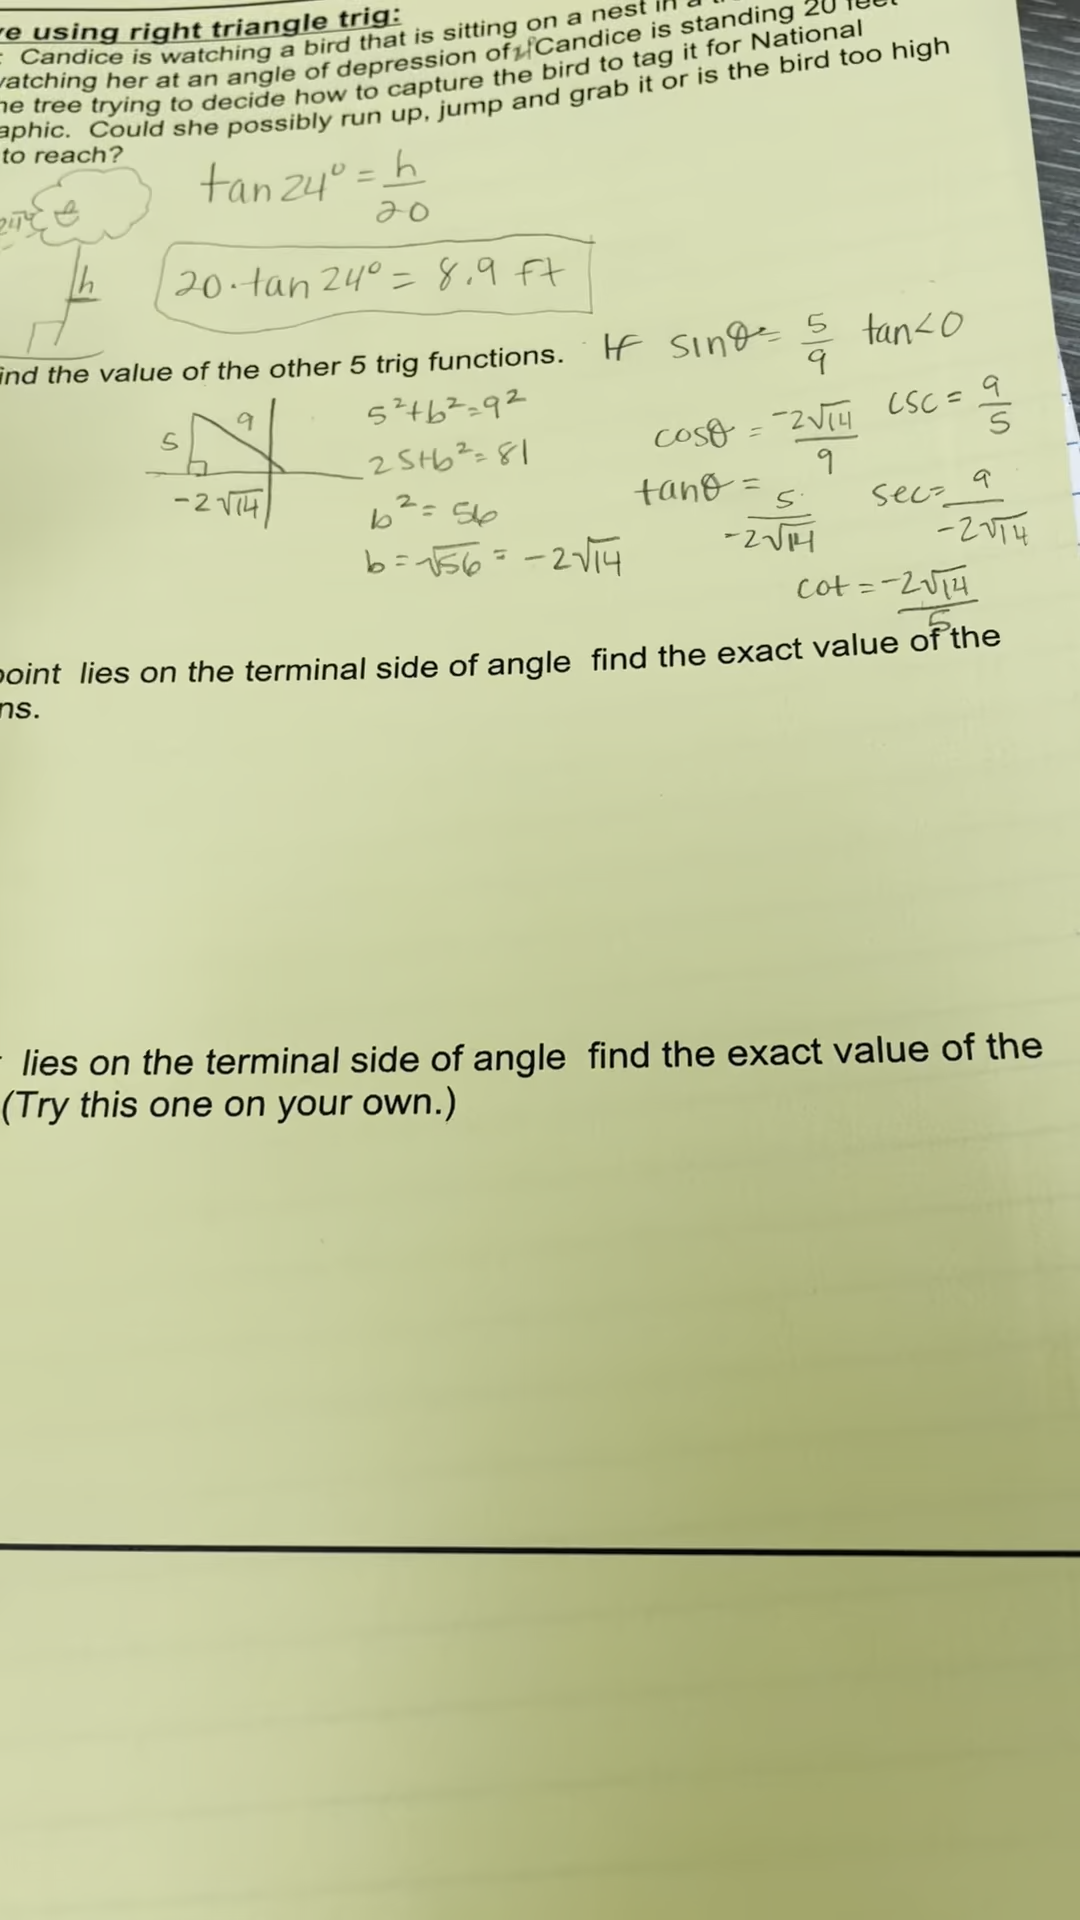 e using right triangle trig:
Candice is watching a bird that is sitting on a nest in a
watching her at an angle of depression of 24° Candice is standing 20 feet
he tree trying to decide how to capture the bird to tag it for National
aphic. Could she possibly run up, jump and grab it or is the bird too high
to reach?
tan 24° = h/20
24°
h
20·tan 24° = 8.9 ft
ind the value of the other 5 trig functions. If sinθ = 5/9 tan<0
5 9
-2√14
5²+b²=9²
25+b²=81
b²=56
b=√56 = -2√14
cosθ = -2√14/9 csc = 9/5
tanθ = 5/-2√14 sec = 9/-2√14
cot = -2√14/5
point lies on the terminal side of angle find the exact value of the
ns.
lies on the terminal side of angle find the exact value of the
(Try this one on your own.)